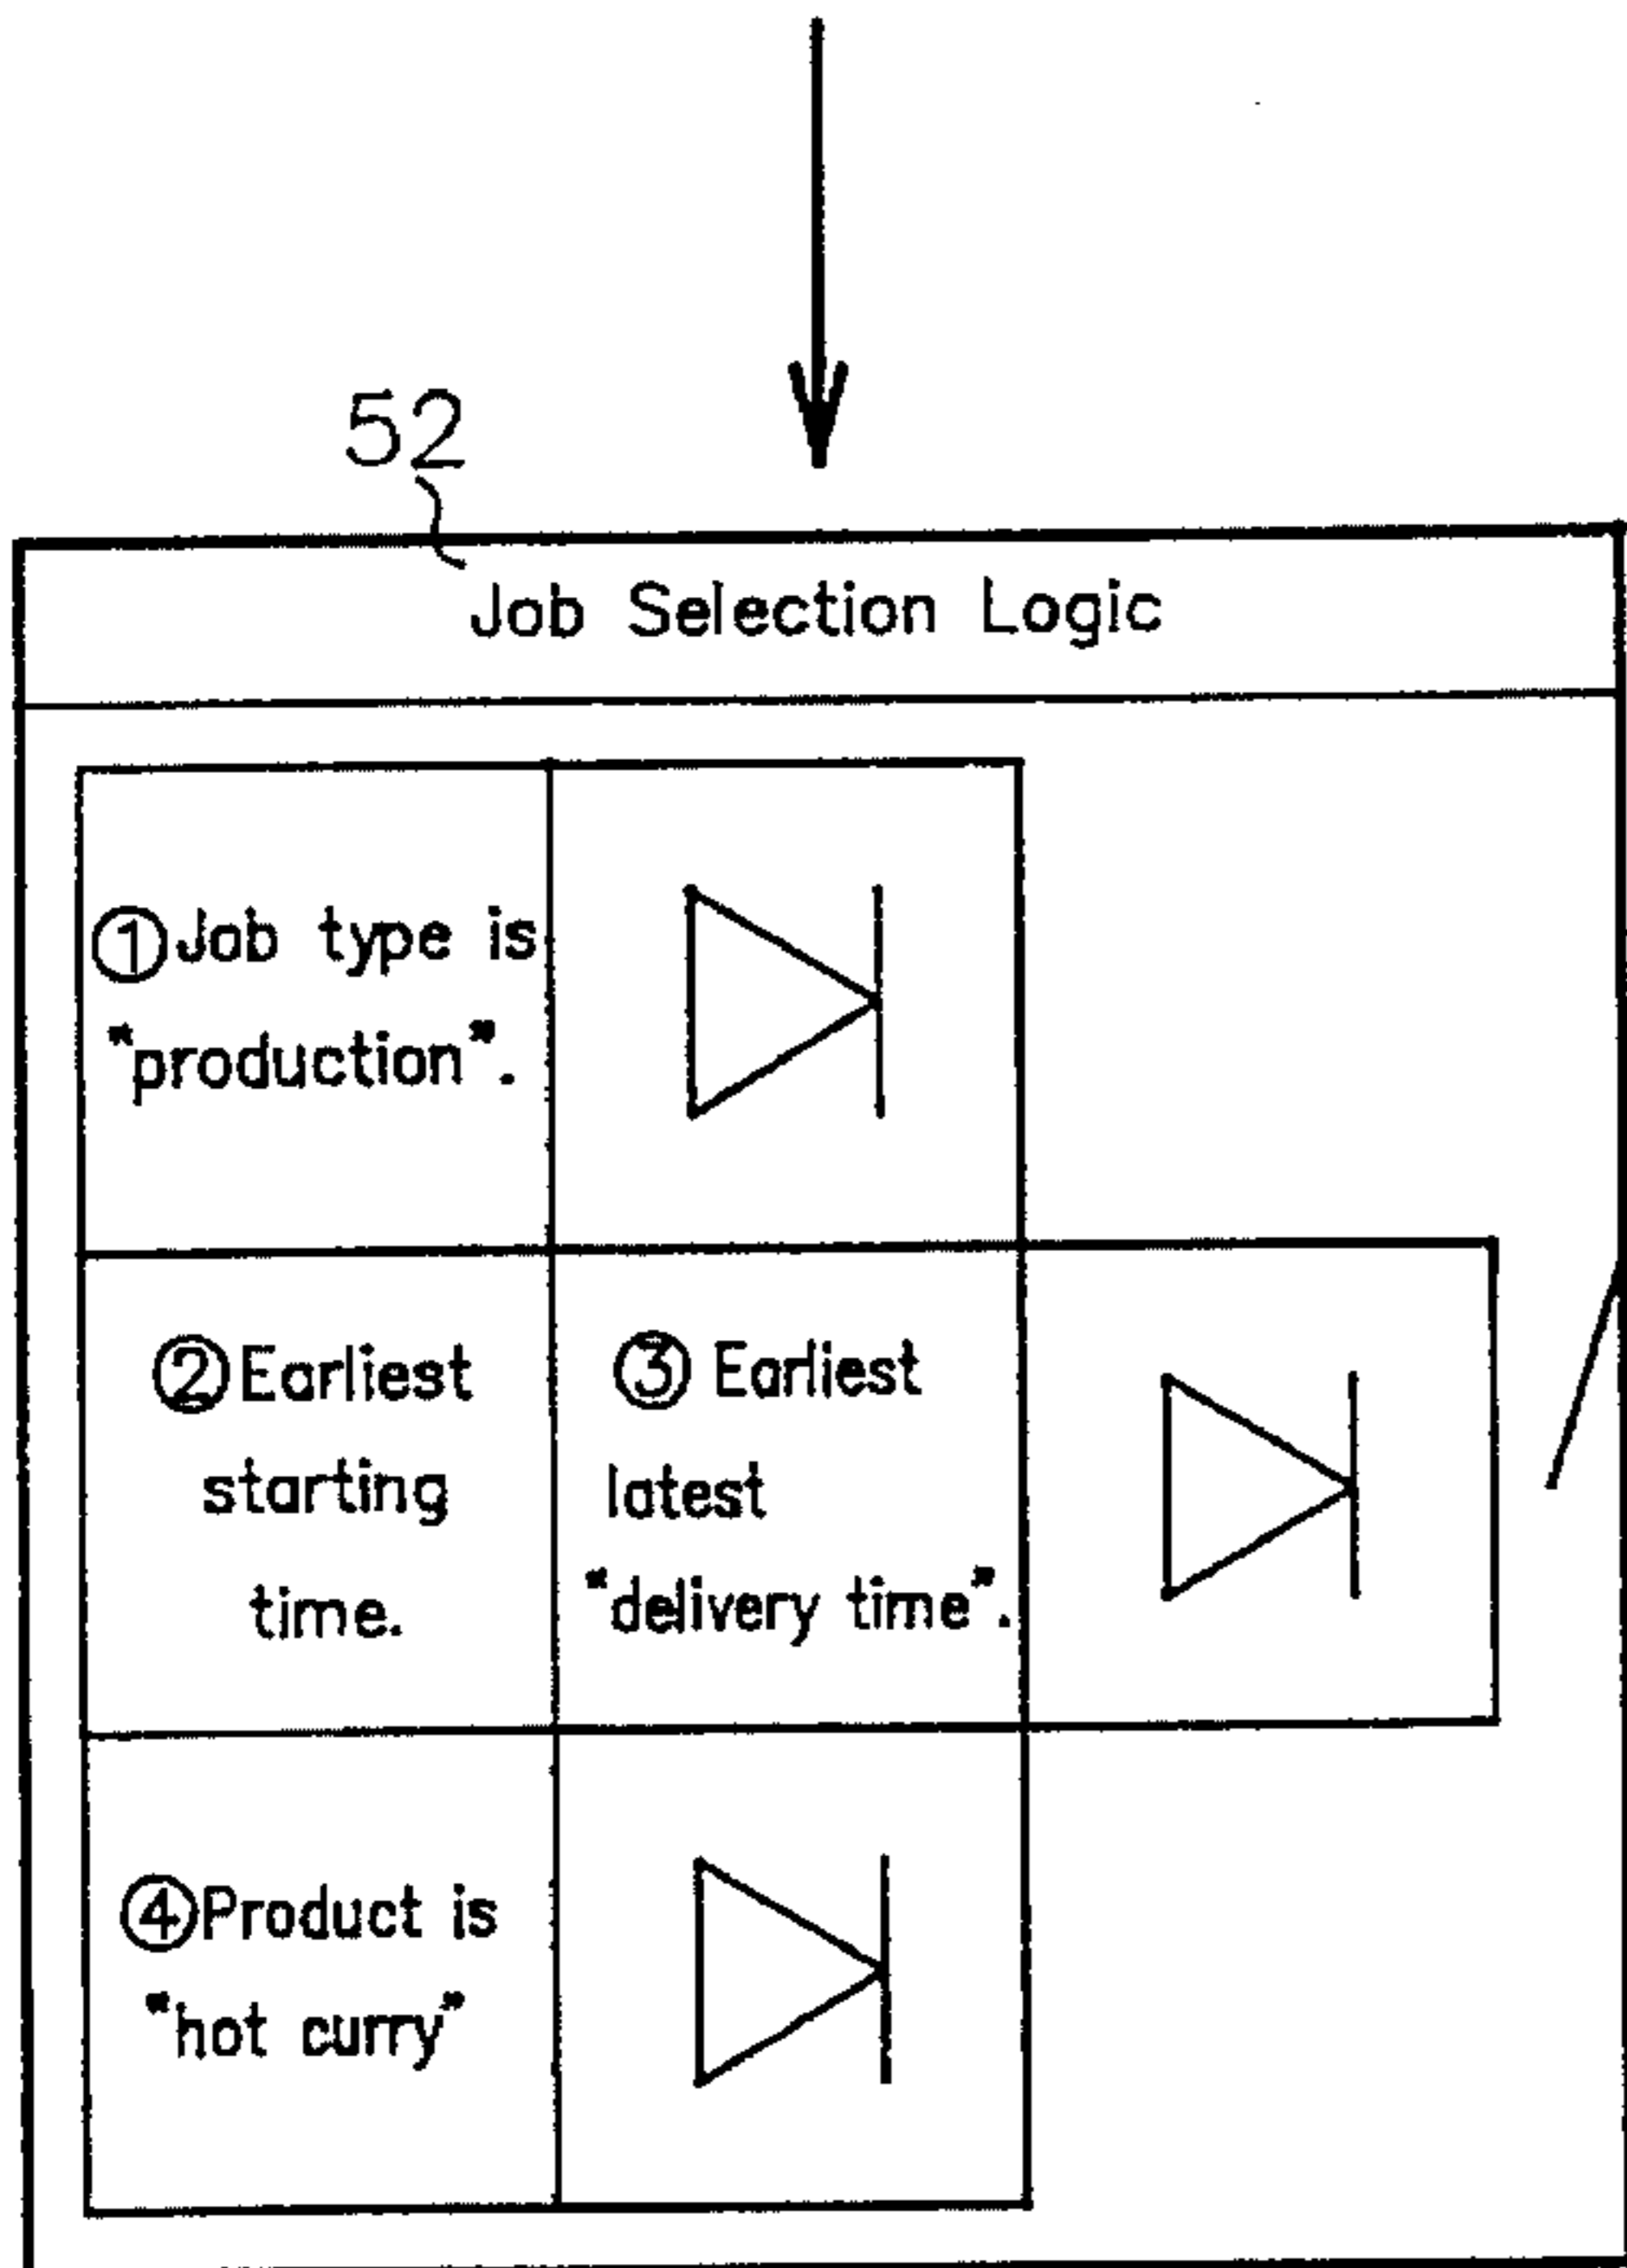 52
Job Selection Logic
①Job type is
"production".
②Earliest
starting
time.
③ Earliest
latest
"delivery time".
④Product is
"hot curry"